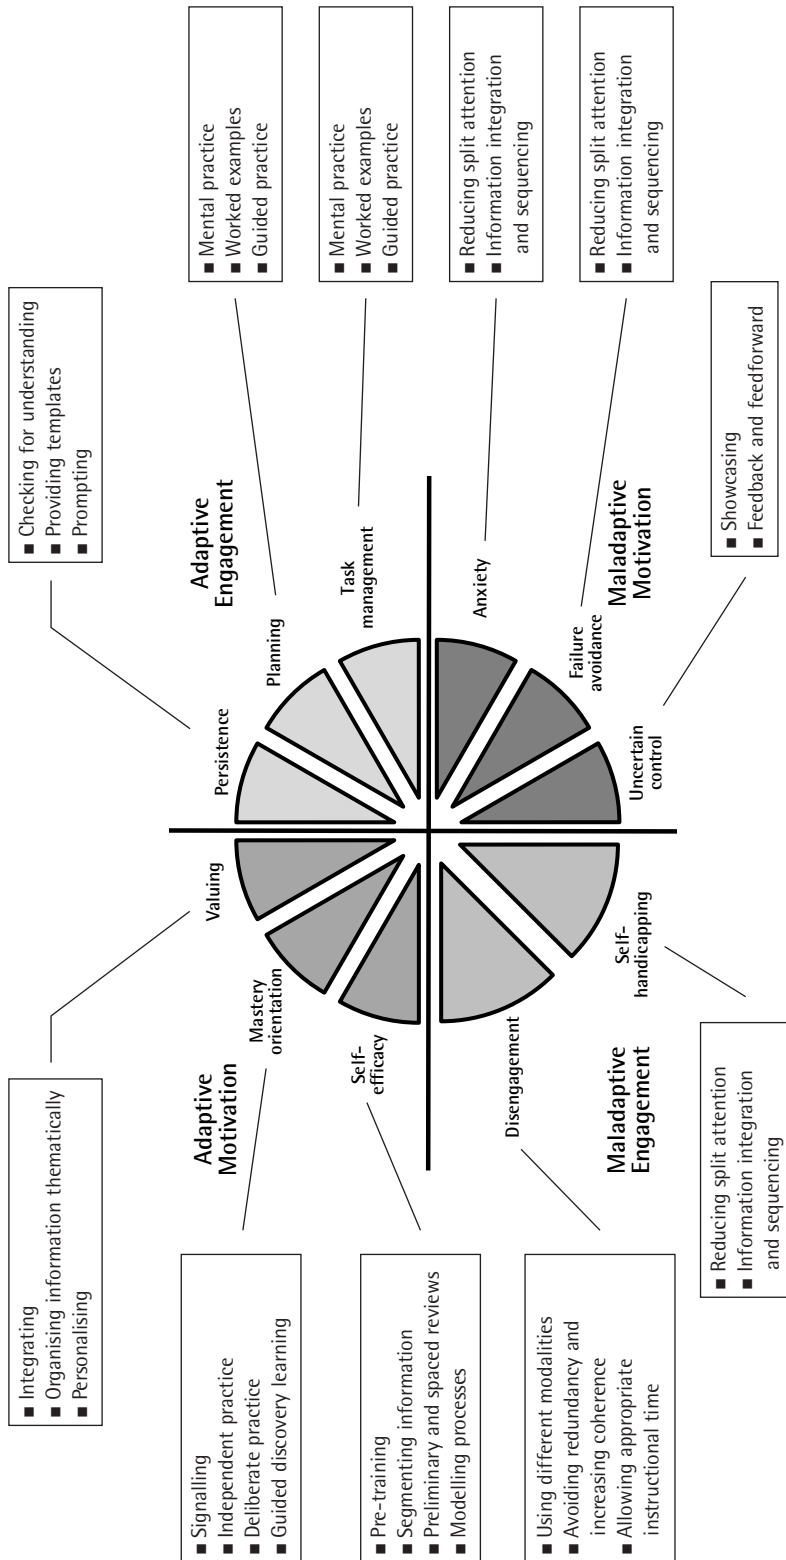 ■ Integrating
■ Organising information thematically
■ Personalising
■ Checking for understanding
■ Providing templates
■ Prompting
■ Signalling
■ Independent practice
■ Deliberate practice
■ Guided discovery learning
Adaptive
Motivation
Mastery
orientation
Valuing
Persistence
Planning
Adaptive
Engagement
■ Mental practice
■ Worked examples
■ Guided practice
■ Pre-training
■ Segmenting information
■ Preliminary and spaced reviews
■ Modelling processes
Self-
efficacy
Task
management
■ Mental practice
■ Worked examples
■ Guided practice
■ Using different modalities
■ Avoiding redundancy and
increasing coherence
■ Allowing appropriate
instructional time
Disengagement
Anxiety
■ Reducing split attention
■ Information integration
and sequencing
Maladaptive
Engagement
Self-
handicapping
Uncertain
control
Failure
avoidance
Maladaptive
Motivation
■ Reducing split attention
■ Information integration
and sequencing
■ Reducing split attention
■ Information integration
and sequencing
■ Showcasing
■ Feedback and feedforward